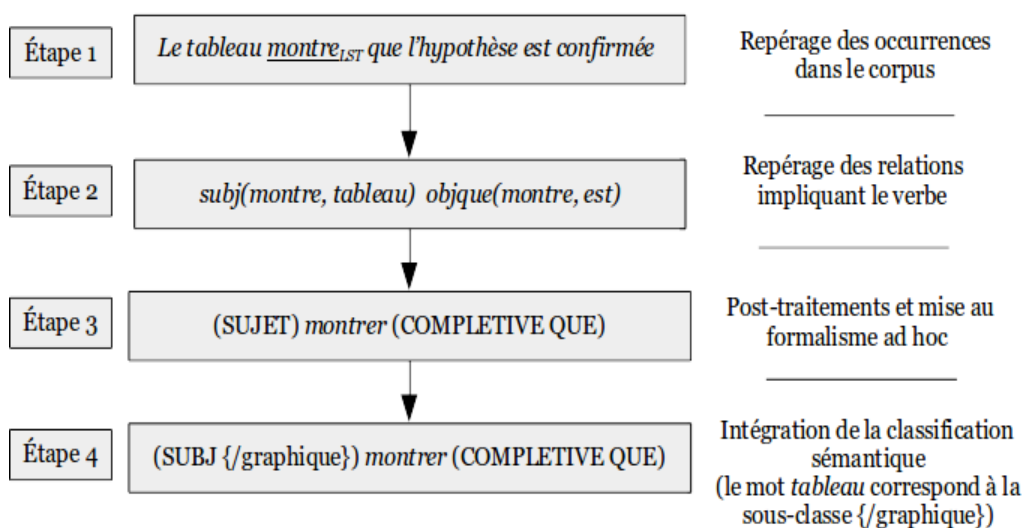 Étape 1
Le tableau montreLST que l'hypothèse est confirmée
Repérage des occurrences
dans le corpus
Étape 2
subj(montre, tableau) objque(montre, est)
Repérage des relations
impliquant le verbe
Étape 3
(SUJET) montrer (COMPLETIVE QUE)
Post-traitements et mise au
formalisme ad hoc
Étape 4
(SUBJ {/graphique}) montrer (COMPLETIVE QUE)
Intégration de la classification
sémantique
(le mot tableau correspond à la
sous-classe {/graphique})